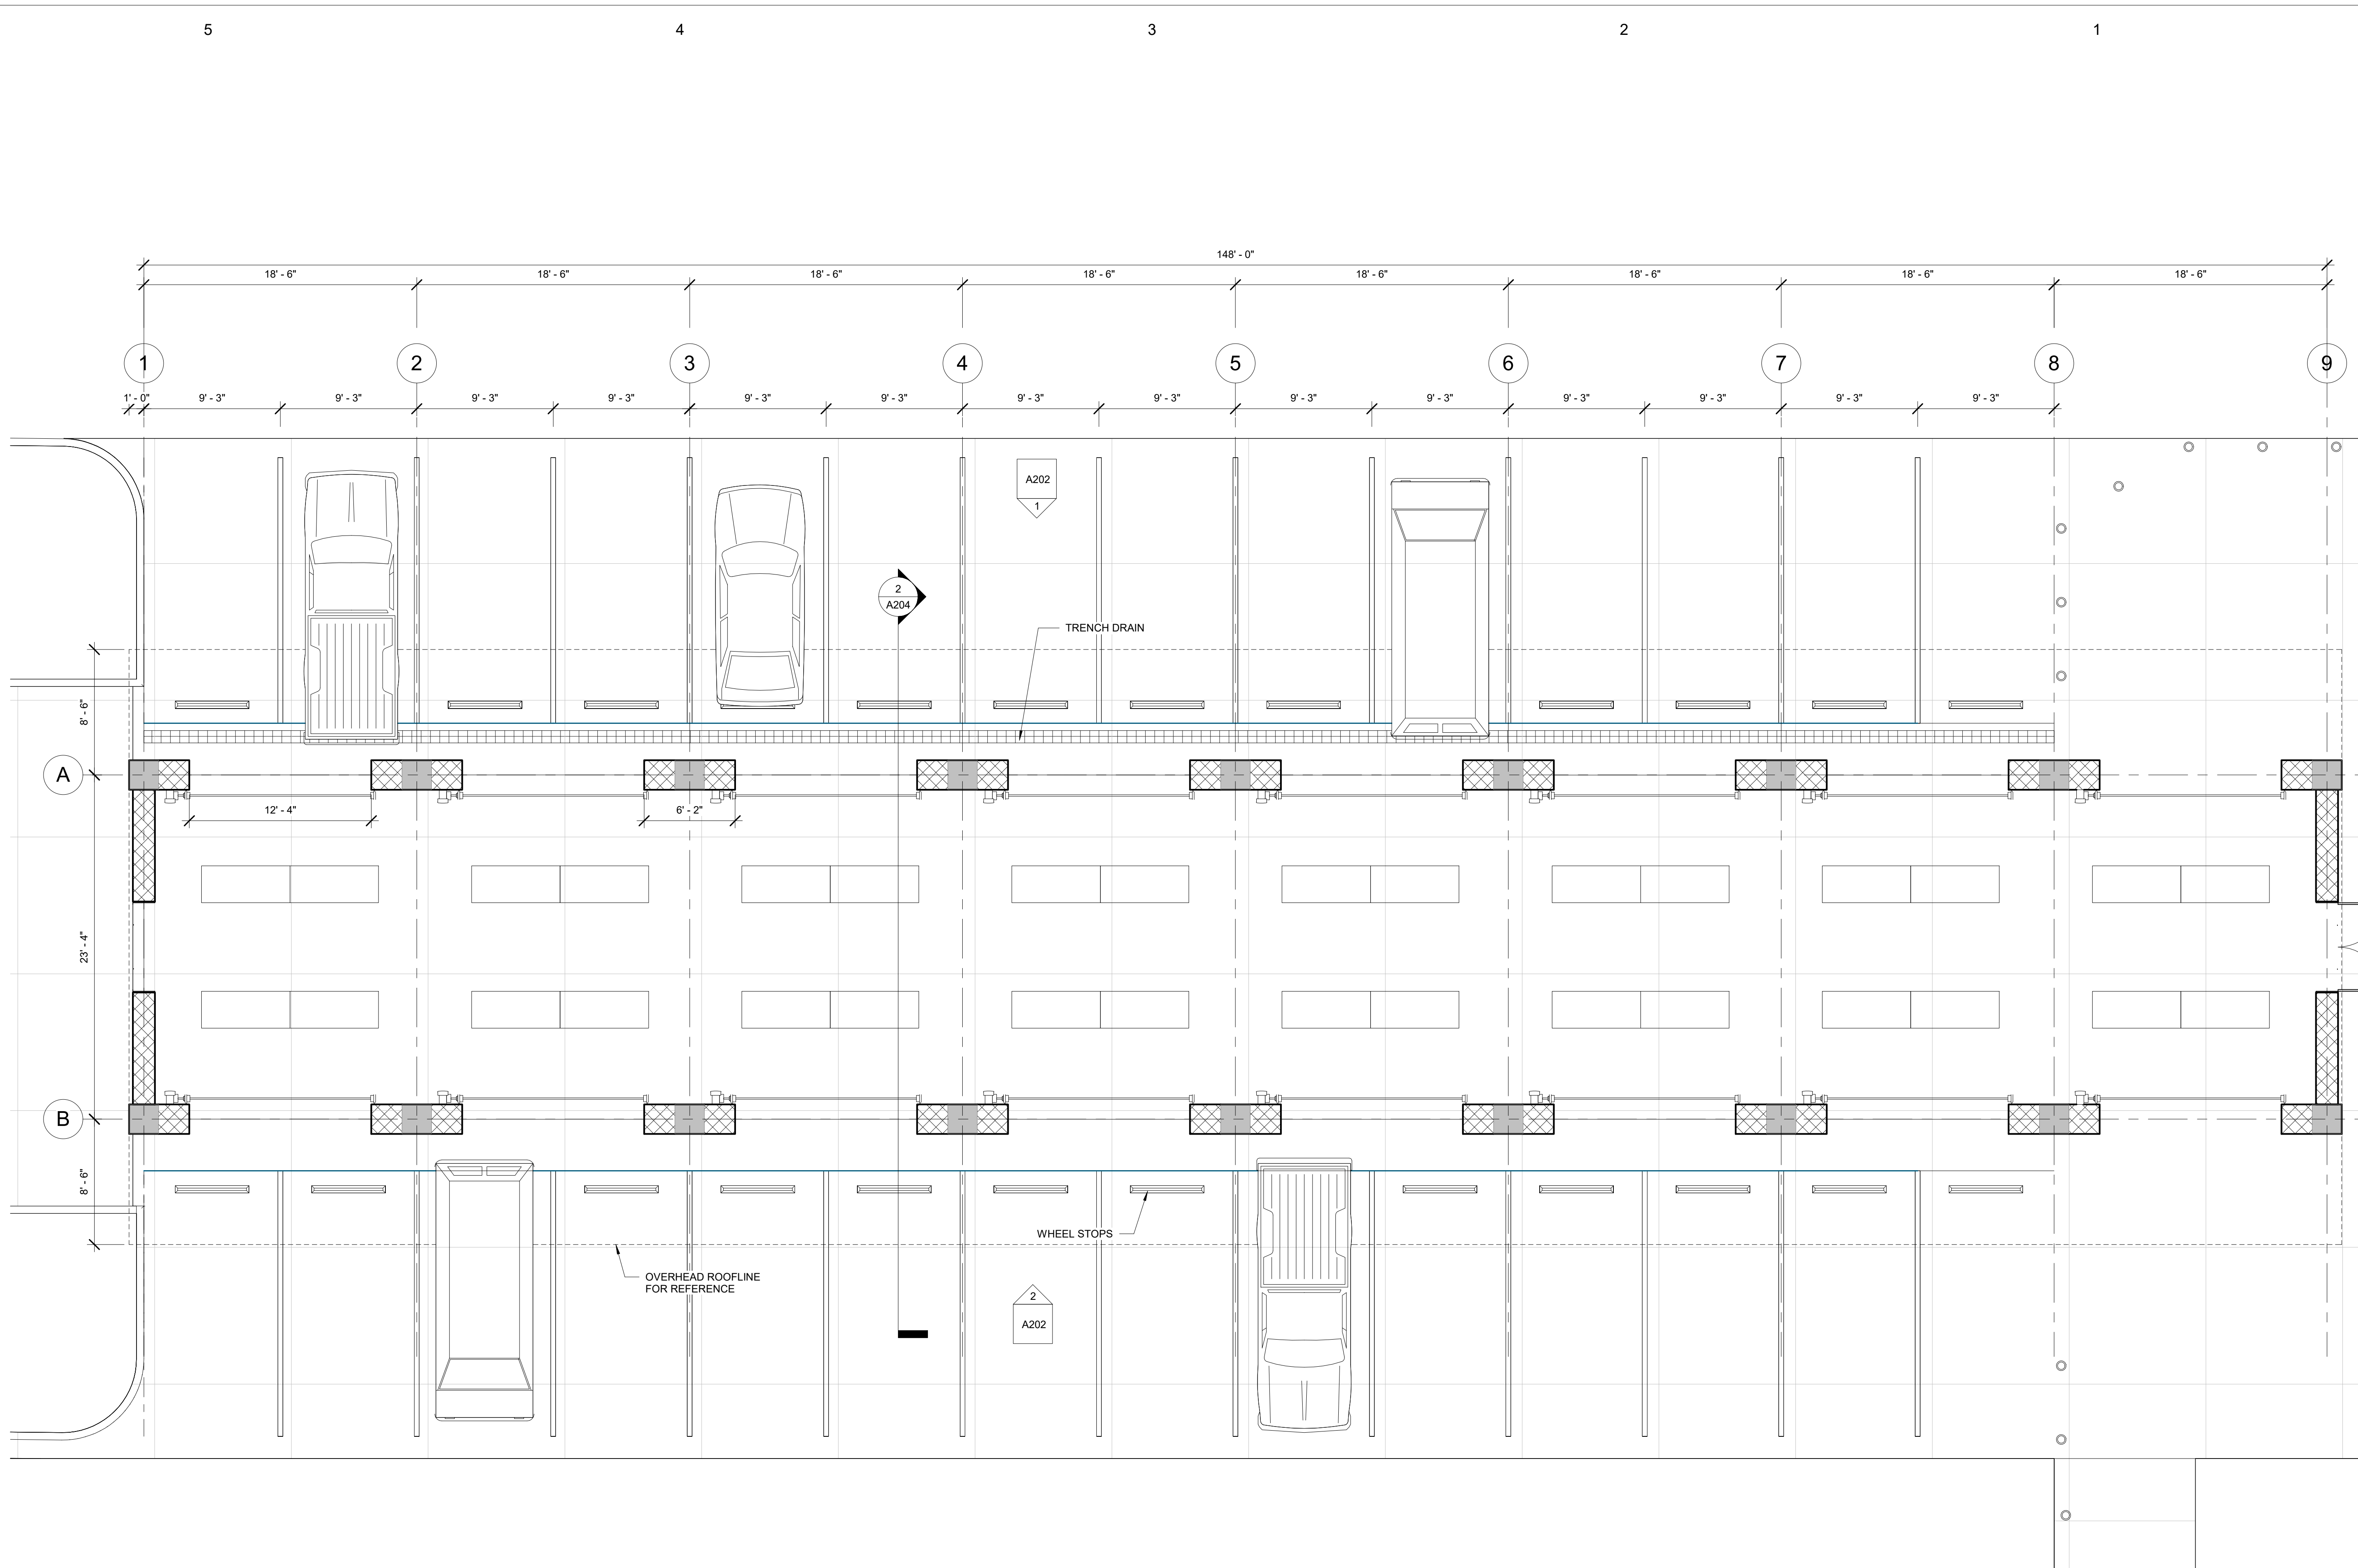 5 4 3 2 1
148' - 0"
18' - 6" 18' - 6" 18' - 6" 18' - 6" 18' - 6" 18' - 6" 18' - 6" 18' - 6"
1 2 3 4 5 6 7 8 9
1' - 0" 9' - 3" 9' - 3" 9' - 3" 9' - 3" 9' - 3" 9' - 3" 9' - 3" 9' - 3" 9' - 3" 9' - 3" 9' - 3" 9' - 3" 9' - 3" 9' - 3"
A202
1
2
A204
TRENCH DRAIN
8' - 6"
A
12' - 4" 6' - 2"
23' - 4"
B
8' - 6"
WHEEL STOPS
OVERHEAD ROOFLINE
FOR REFERENCE
2
A202